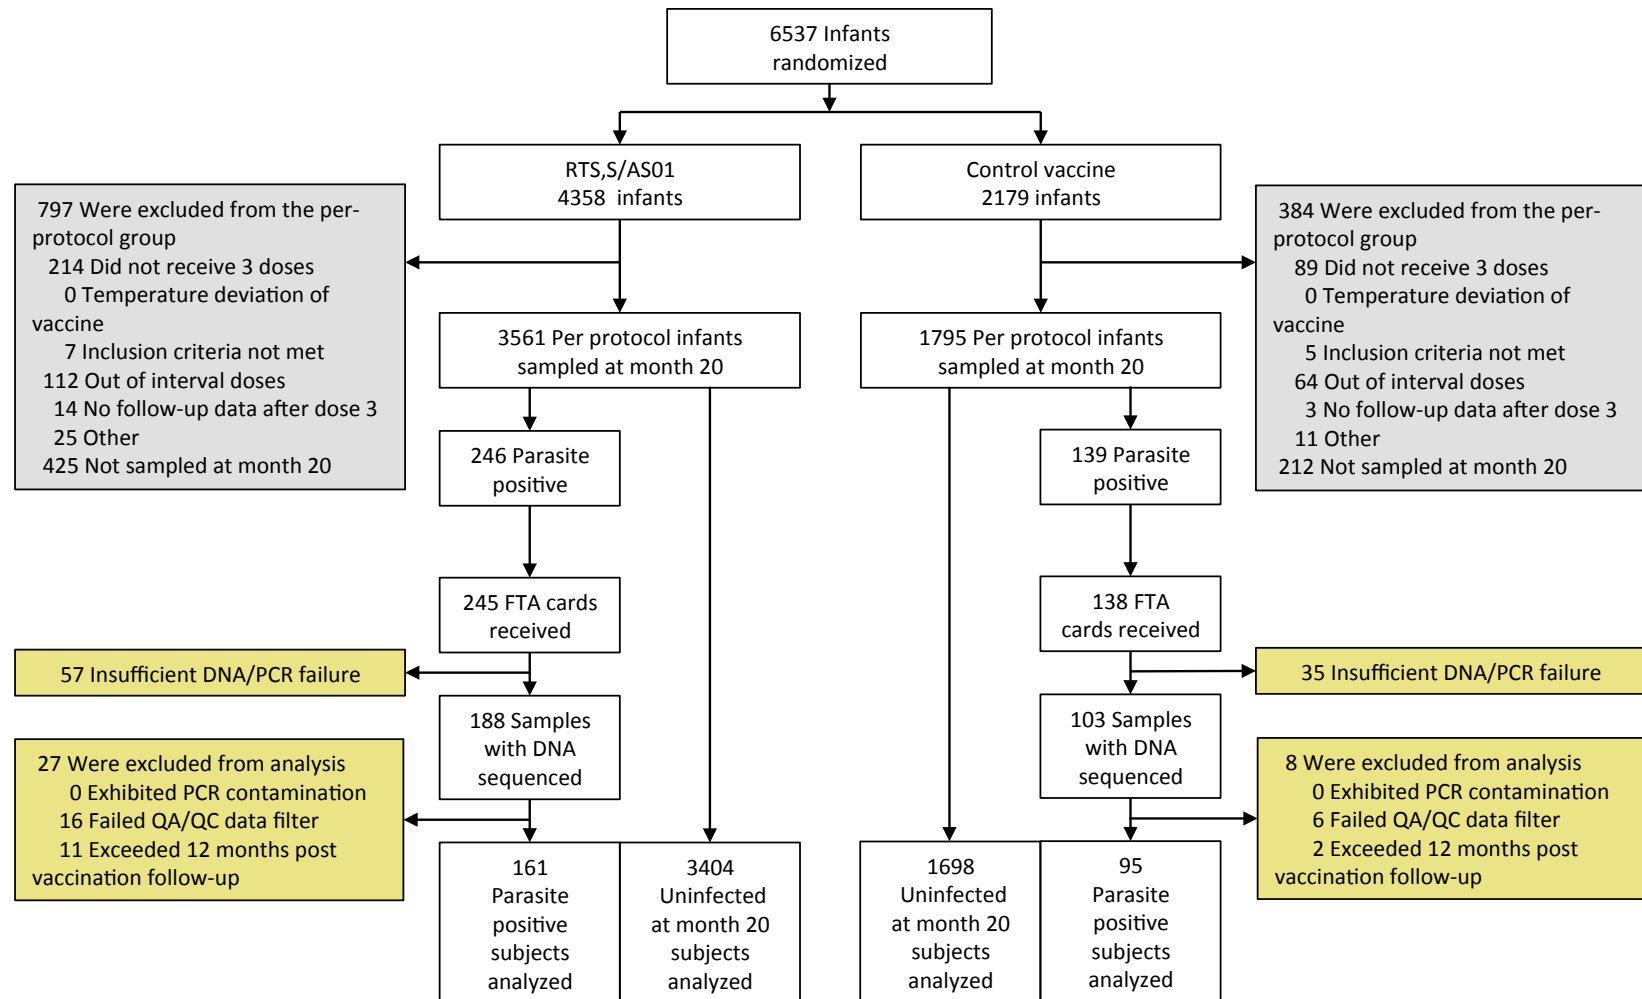 6537 Infants
randomized
RTS,S/AS01
4358 infants
Control vaccine
2179 infants
797 Were excluded from the per-
protocol group
214 Did not receive 3 doses
0 Temperature deviation of
vaccine
7 Inclusion criteria not met
112 Out of interval doses
14 No follow-up data after dose 3
25 Other
425 Not sampled at month 20
384 Were excluded from the per-
protocol group
89 Did not receive 3 doses
0 Temperature deviation of
vaccine
5 Inclusion criteria not met
64 Out of interval doses
3 No follow-up data after dose 3
11 Other
212 Not sampled at month 20
3561 Per protocol infants
sampled at month 20
1795 Per protocol infants
sampled at month 20
246 Parasite
positive
139 Parasite
positive
245 FTA cards
received
138 FTA
cards received
57 Insufficient DNA/PCR failure
35 Insufficient DNA/PCR failure
188 Samples
with DNA
sequenced
103 Samples
with DNA
sequenced
27 Were excluded from analysis
0 Exhibited PCR contamination
16 Failed QA/QC data filter
11 Exceeded 12 months post
vaccination follow-up
8 Were excluded from analysis
0 Exhibited PCR contamination
6 Failed QA/QC data filter
2 Exceeded 12 months post
vaccination follow-up
161
Parasite
positive
subjects
analyzed
3404
Uninfected
at month 20
subjects
analyzed
1698
Uninfected
at month 20
subjects
analyzed
95
Parasite
positive
subjects
analyzed